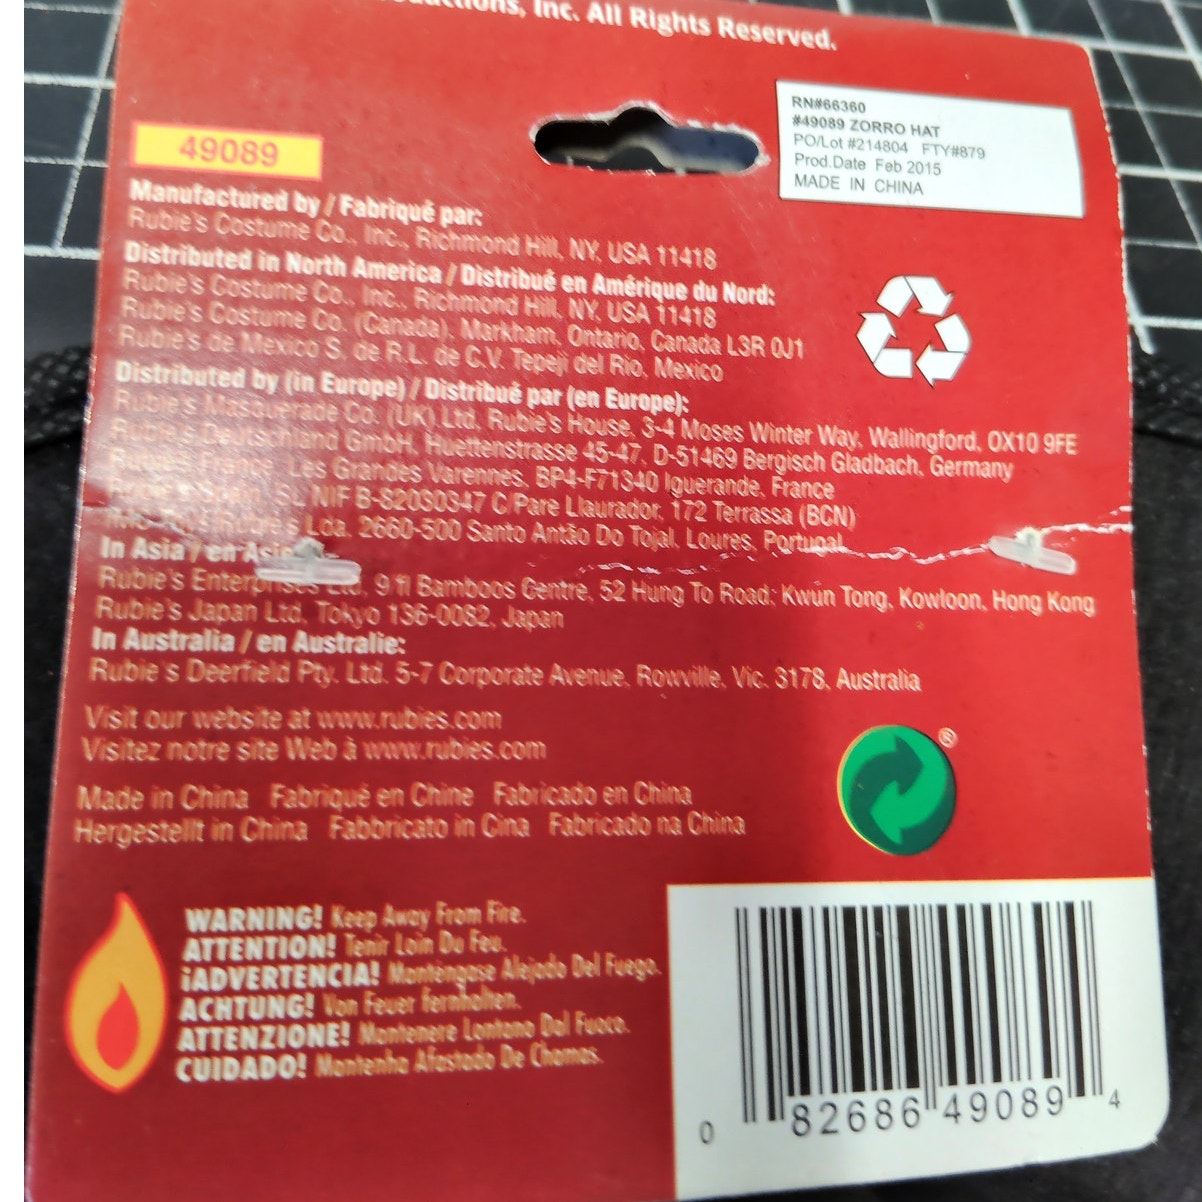 Inc. All Rights Reserved.
RN#66360
#49089 ZORRO HAT
PO/Lot #214804 FTY#879
Prod.Date Feb 2015
MADE IN CHINA
49089
Manufactured by / Fabriqué par:
Rubie's Costume Co., Inc., Richmond Hill, NY, USA 11418
Distributed in North America / Distribué en Amérique du Nord:
Rubie's Costume Co., Inc., Richmond Hill, NY, USA 11418
Rubie's Costume Co. (Canada), Markham, Ontario, Canada L3R 0J1
Rubie's de Mexico S. de R.L. de C.V. Tepeji del Rio, Mexico
Distributed by (in Europe) / Distribué par (en Europe):
Rubie's Masquerade Co. (UK) Ltd, Rubie's House, 3-4 Moses Winter Way, Wallingford, OX10 9FE
Rubie's Deutschland GmbH, Huettenstrasse 45-47, D-51469 Bergisch Gladbach, Germany
Rubie's France, Les Grandes Varennes, BP4-F71340 Iguerande, France
Rubie's Spain, SL NIF B-82030347 C/Pare Llaurador, 172 Terrassa (BCN)
Rubie's Lda. 2660-500 Santo Antão Do Tojal, Loures, Portugal
In Asia / en Asie
Rubie's Enterprises Ltd, 9 fl Bamboos Centre, 52 Hung To Road; Kwun Tong, Kowloon, Hong Kong
Rubie's Japan Ltd, Tokyo 136-0082, Japan
In Australia / en Australie:
Rubie's Deerfield Pty. Ltd. 5-7 Corporate Avenue, Rowville, Vic. 3178, Australia
Visit our website at www.rubies.com
Visitez notre site Web à www.rubies.com
Made in China Fabriqué en Chine Fabricado en China
Hergestellt in China Fabbricato in Cina Fabricado na China
®
WARNING! Keep Away From Fire.
ATTENTION! Tenir Loin Du Feu.
¡ADVERTENCIA! Manténgase Alejado Del Fuego.
ACHTUNG! Von Feuer fernhalten.
ATTENZIONE! Mantenere Lontano Dal Fuoco.
CUIDADO! Mantenha Afastado De Chamas.
0 82686 49089 4